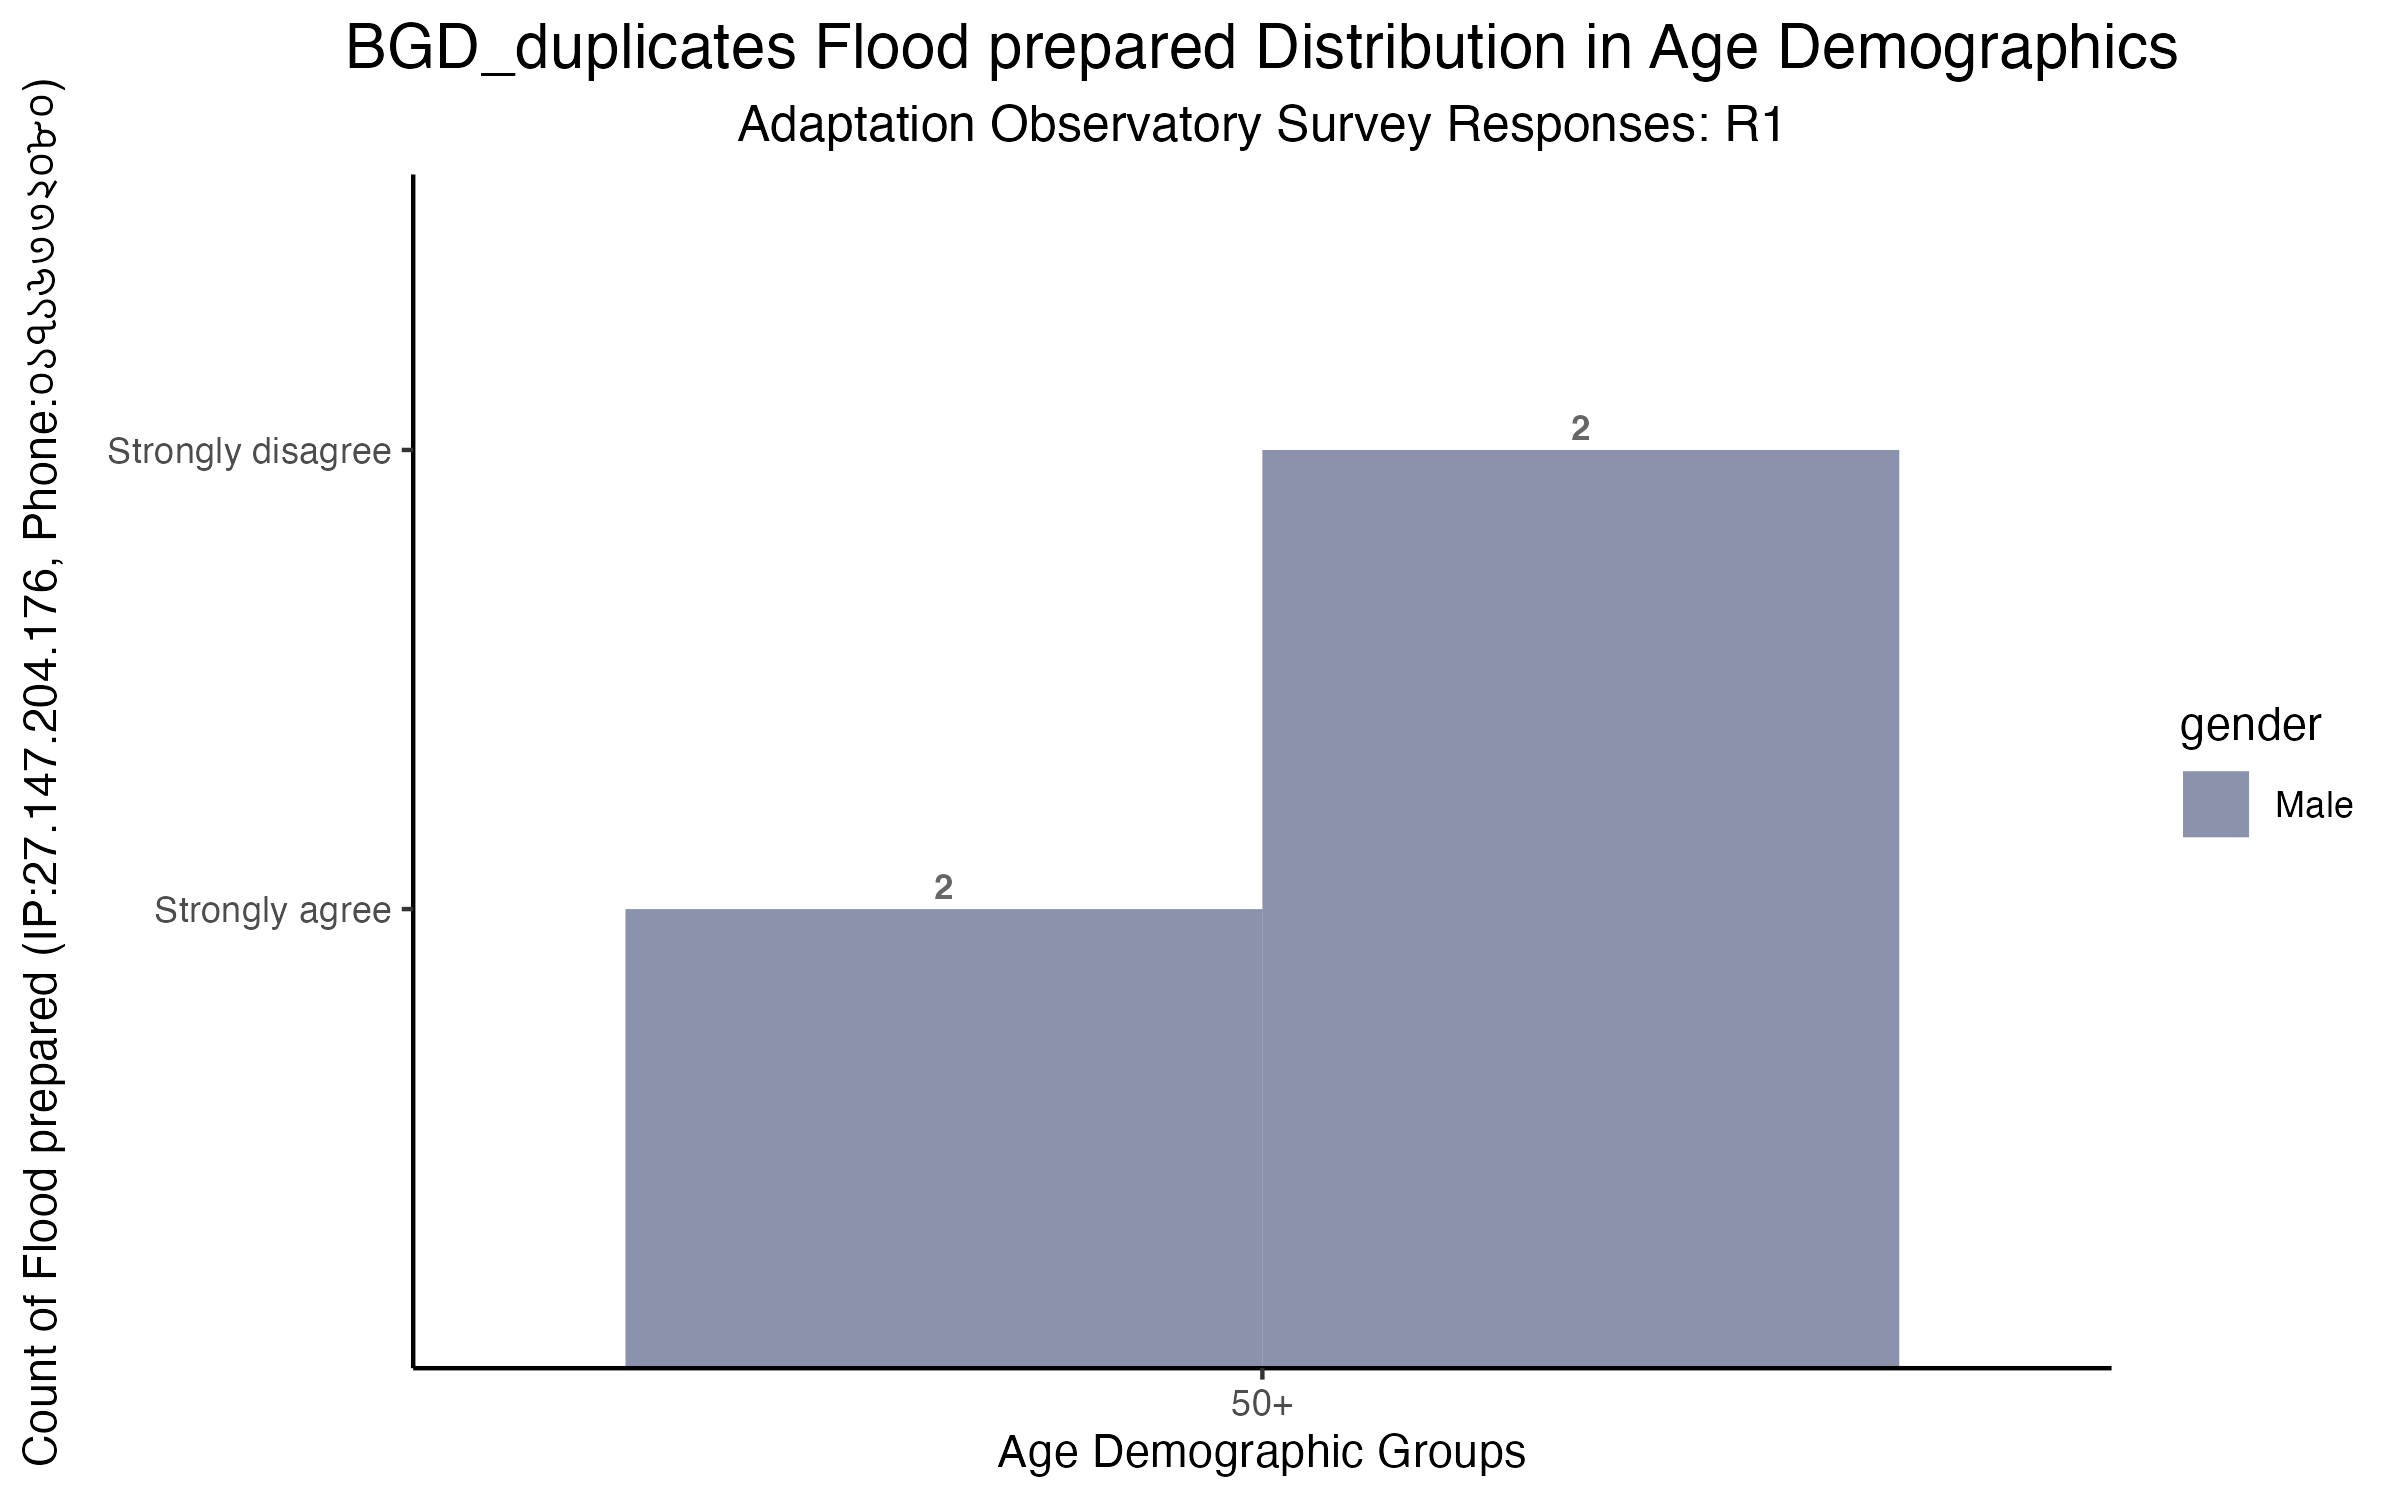 BGD_duplicates Flood prepared Distribution in Age Demographics
Adaptation Observatory Survey Responses: R1
Count of Flood prepared (IP:27.147.204.176, Phone:০১৭১৬৩৩২০৮০)
Strongly disagree
Strongly agree
2
2
gender
Male
50+
Age Demographic Groups